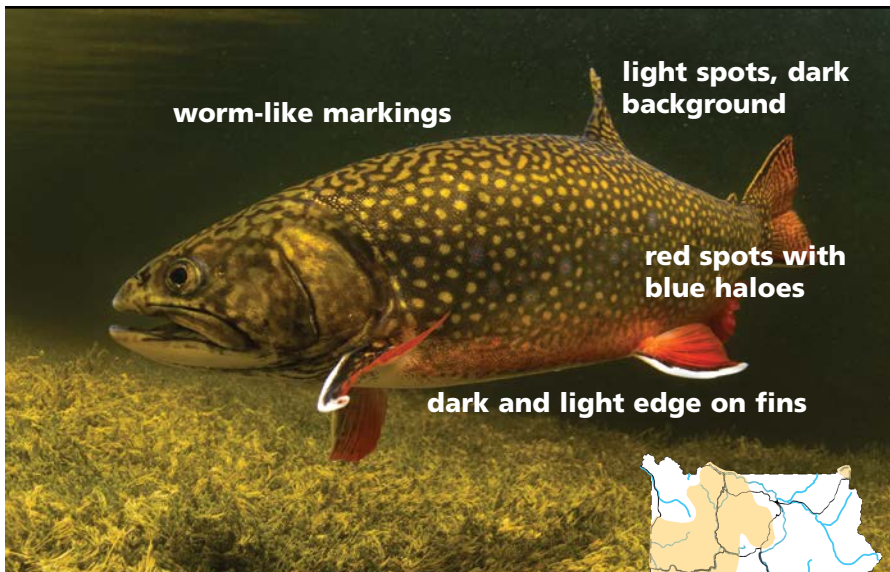 light spots, dark
background
worm-like markings
red spots with
blue haloes
dark and light edge on fins